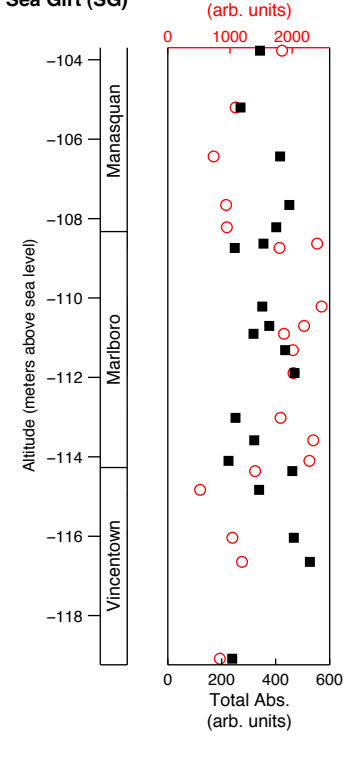 Sea Girt (SG)
(arb. units)
0 1000 2000
−104
−106
−108
−110
−112
−114
−116
−118
Altitude (meters above sea level)
Manasquan
Marlboro
Vincentown
0 200 400 600
Total Abs.
(arb. units)